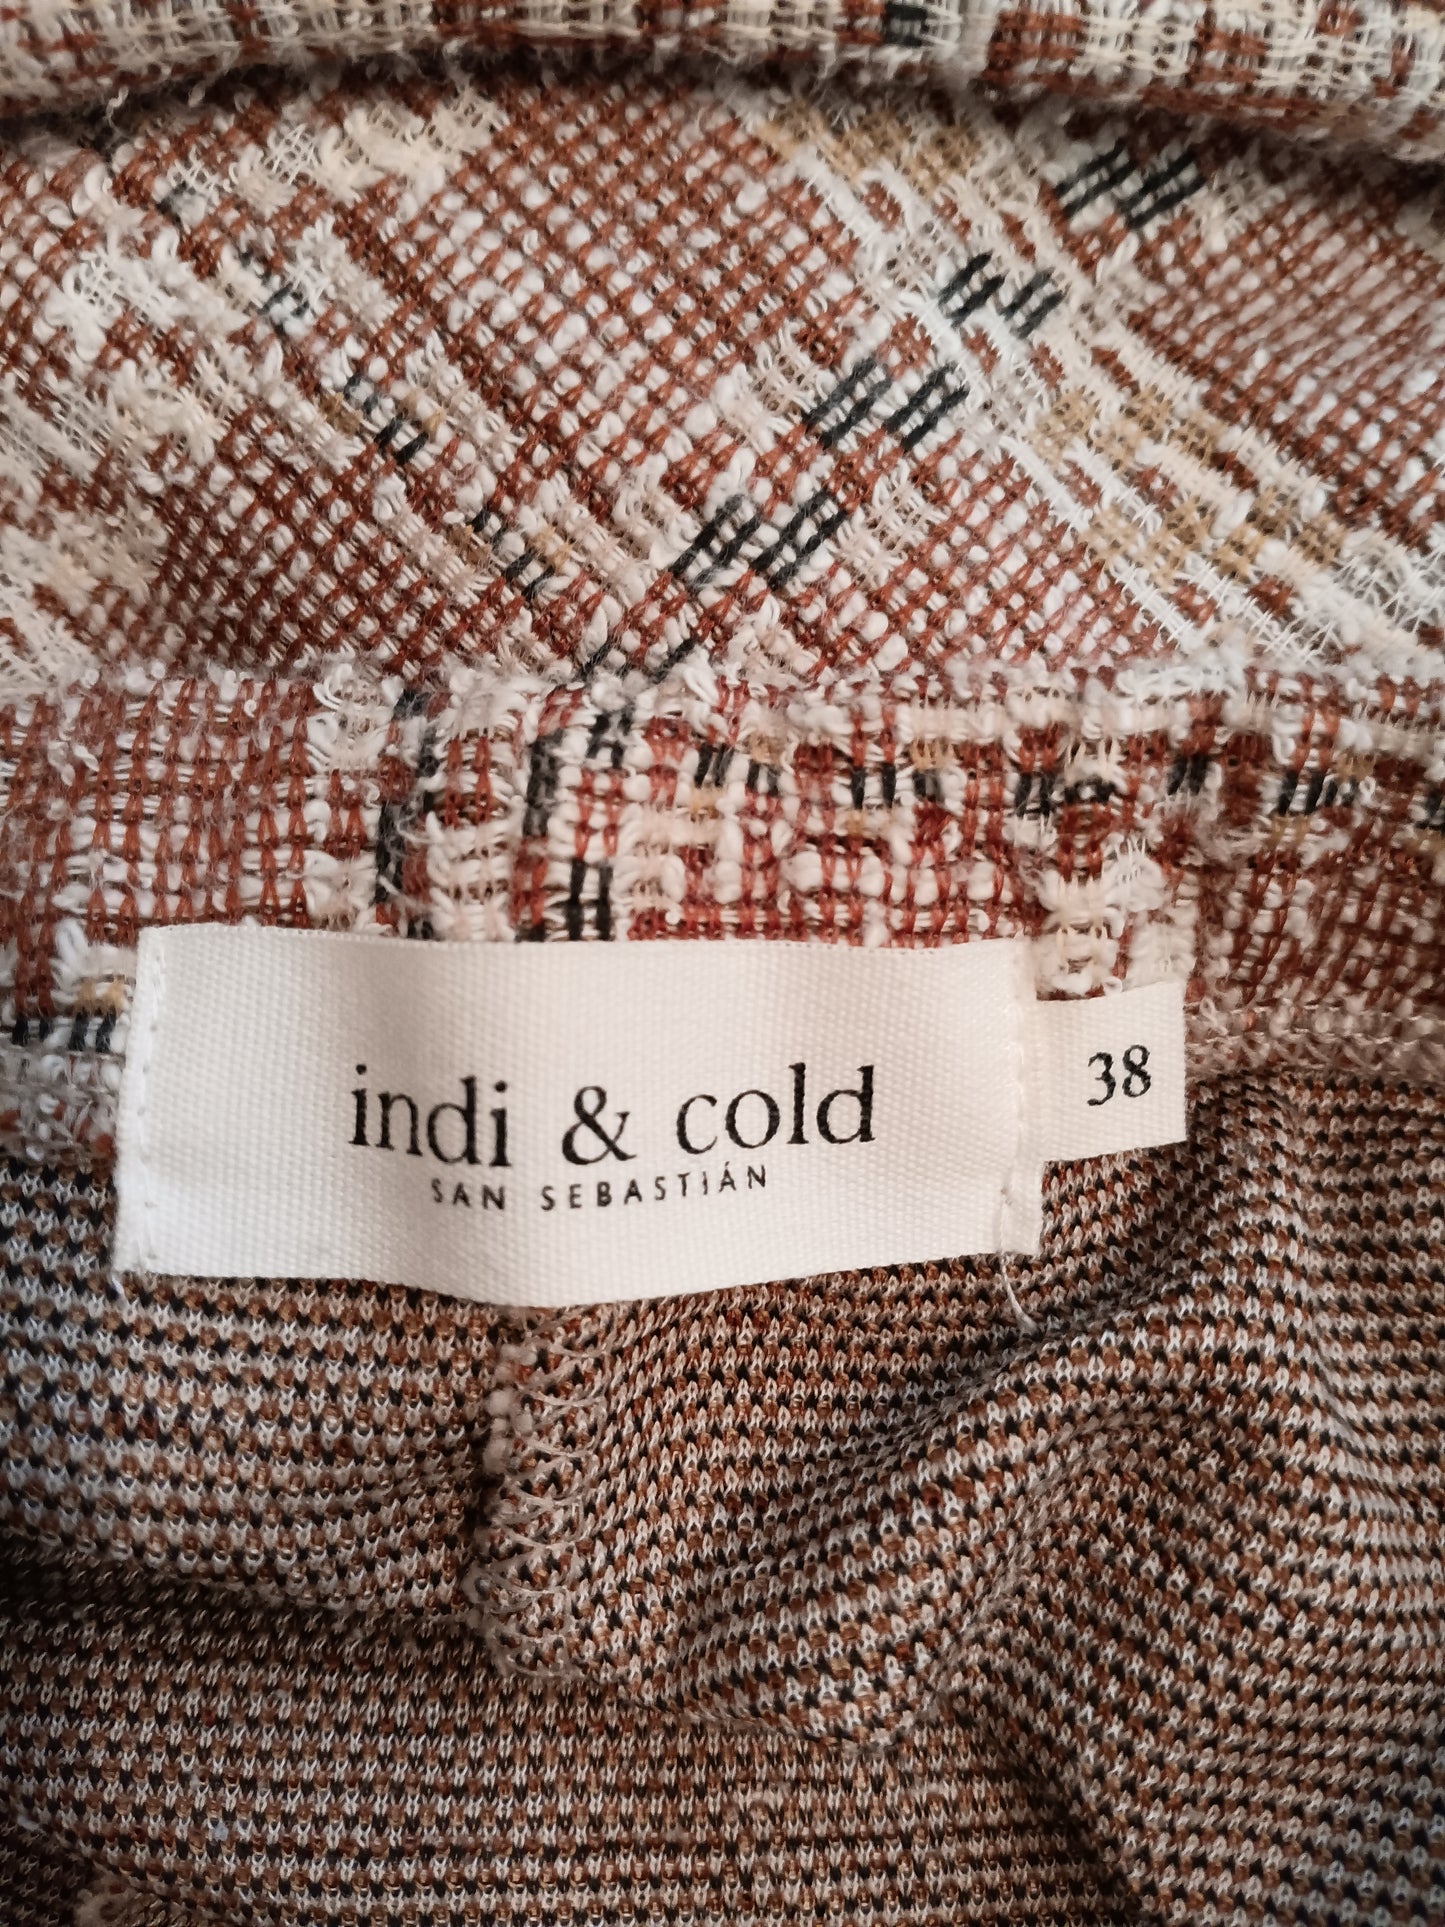 indi & cold
SAN SEBASTIÁN
38